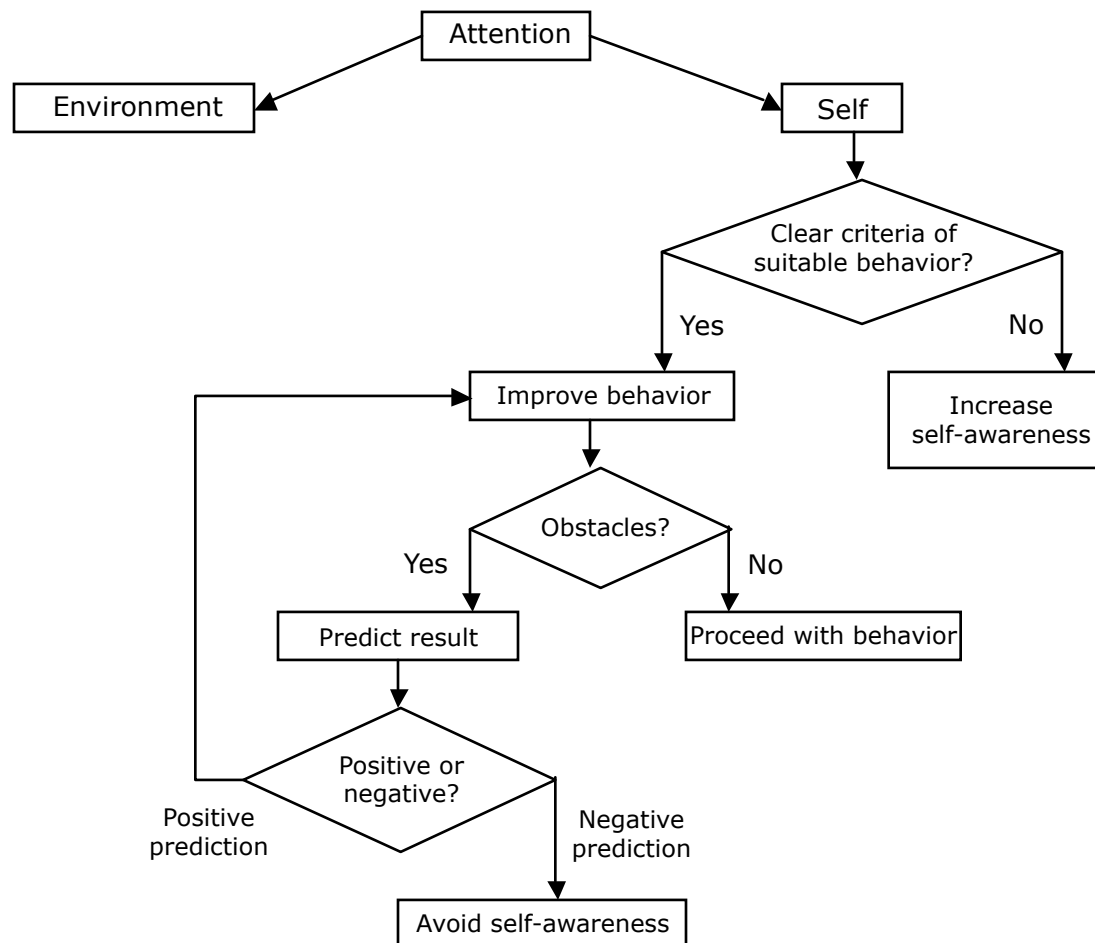 Attention
Environment
Self
Clear criteria of
suitable behavior?
Yes
No
Improve behavior
Increase
self-awareness
Obstacles?
Yes
No
Predict result
Proceed with behavior
Positive or
negative?
Positive
prediction
Negative
prediction
Avoid self-awareness